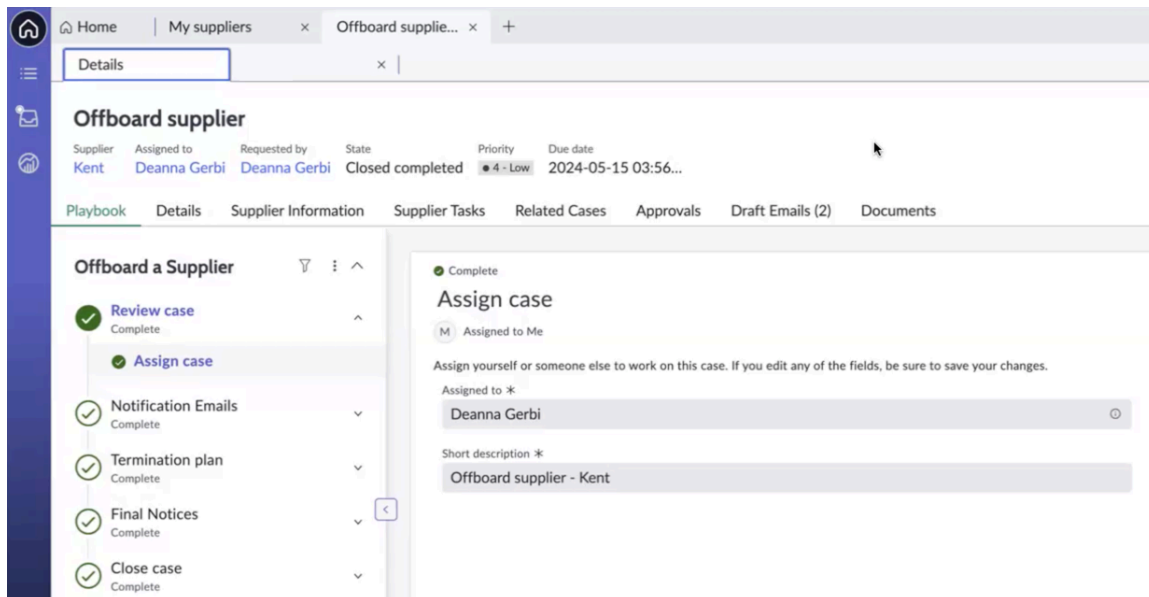 Home My suppliers × Offboard supplie... × +
Details ×
Offboard supplier
Supplier Assigned to Requested by State Priority Due date
Kent Deanna Gerbi Deanna Gerbi Closed completed 4 - Low 2024-05-15 03:56...
Playbook Details Supplier Information Supplier Tasks Related Cases Approvals Draft Emails (2) Documents
Offboard a Supplier
Review case
Complete
Assign case
Notification Emails
Complete
Termination plan
Complete
Final Notices
Complete
Close case
Complete
Complete
Assign case
M Assigned to Me
Assign yourself or someone else to work on this case. If you edit any of the fields, be sure to save your changes.
Assigned to *
Deanna Gerbi
Short description *
Offboard supplier - Kent